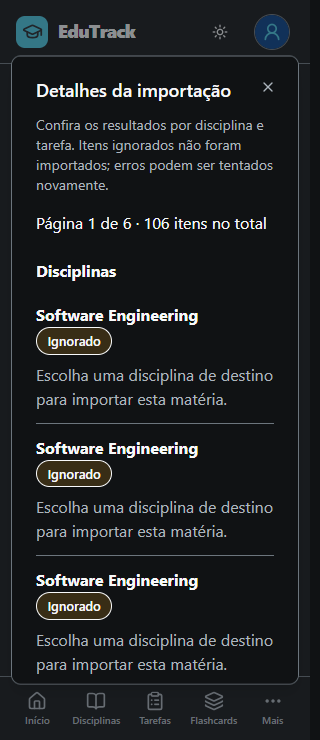 EduTrack
Detalhes da importação
Confira os resultados por disciplina e
tarefa. Itens ignorados não foram
importados; erros podem ser tentados
novamente.
Página 1 de 6 · 106 itens no total
Disciplinas
Software Engineering
Ignorado
Escolha uma disciplina de destino
para importar esta matéria.
Software Engineering
Ignorado
Escolha uma disciplina de destino
para importar esta matéria.
Software Engineering
Ignorado
Escolha uma disciplina de destino
para importar esta matéria.
Início Disciplinas Tarefas Flashcards Mais